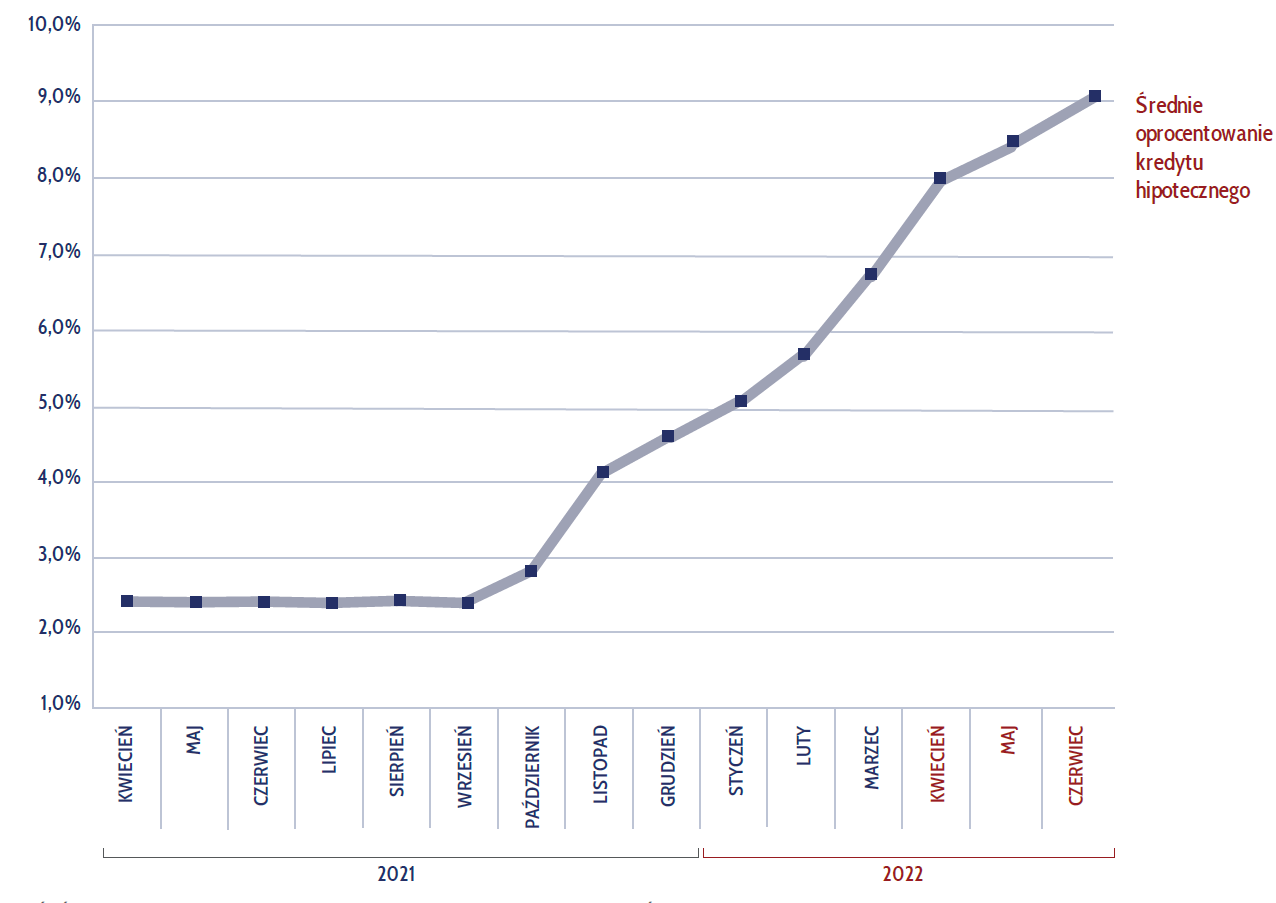 10,0%
9,0%
8,0%
7,0%
6,0%
5,0%
4,0%
3,0%
2,0%
1,0%
Średnie
oprocentowanie
kredytu
hipotecznego
KWIECIEŃ
MAJ
CZERWIEC
LIPIEC
SIERPIEŃ
WRZESIEŃ
PAŹDZIERNIK
LISTOPAD
GRUDZIEŃ
STYCZEŃ
LUTY
MARZEC
KWIECIEŃ
MAJ
CZERWIEC
2021
2022